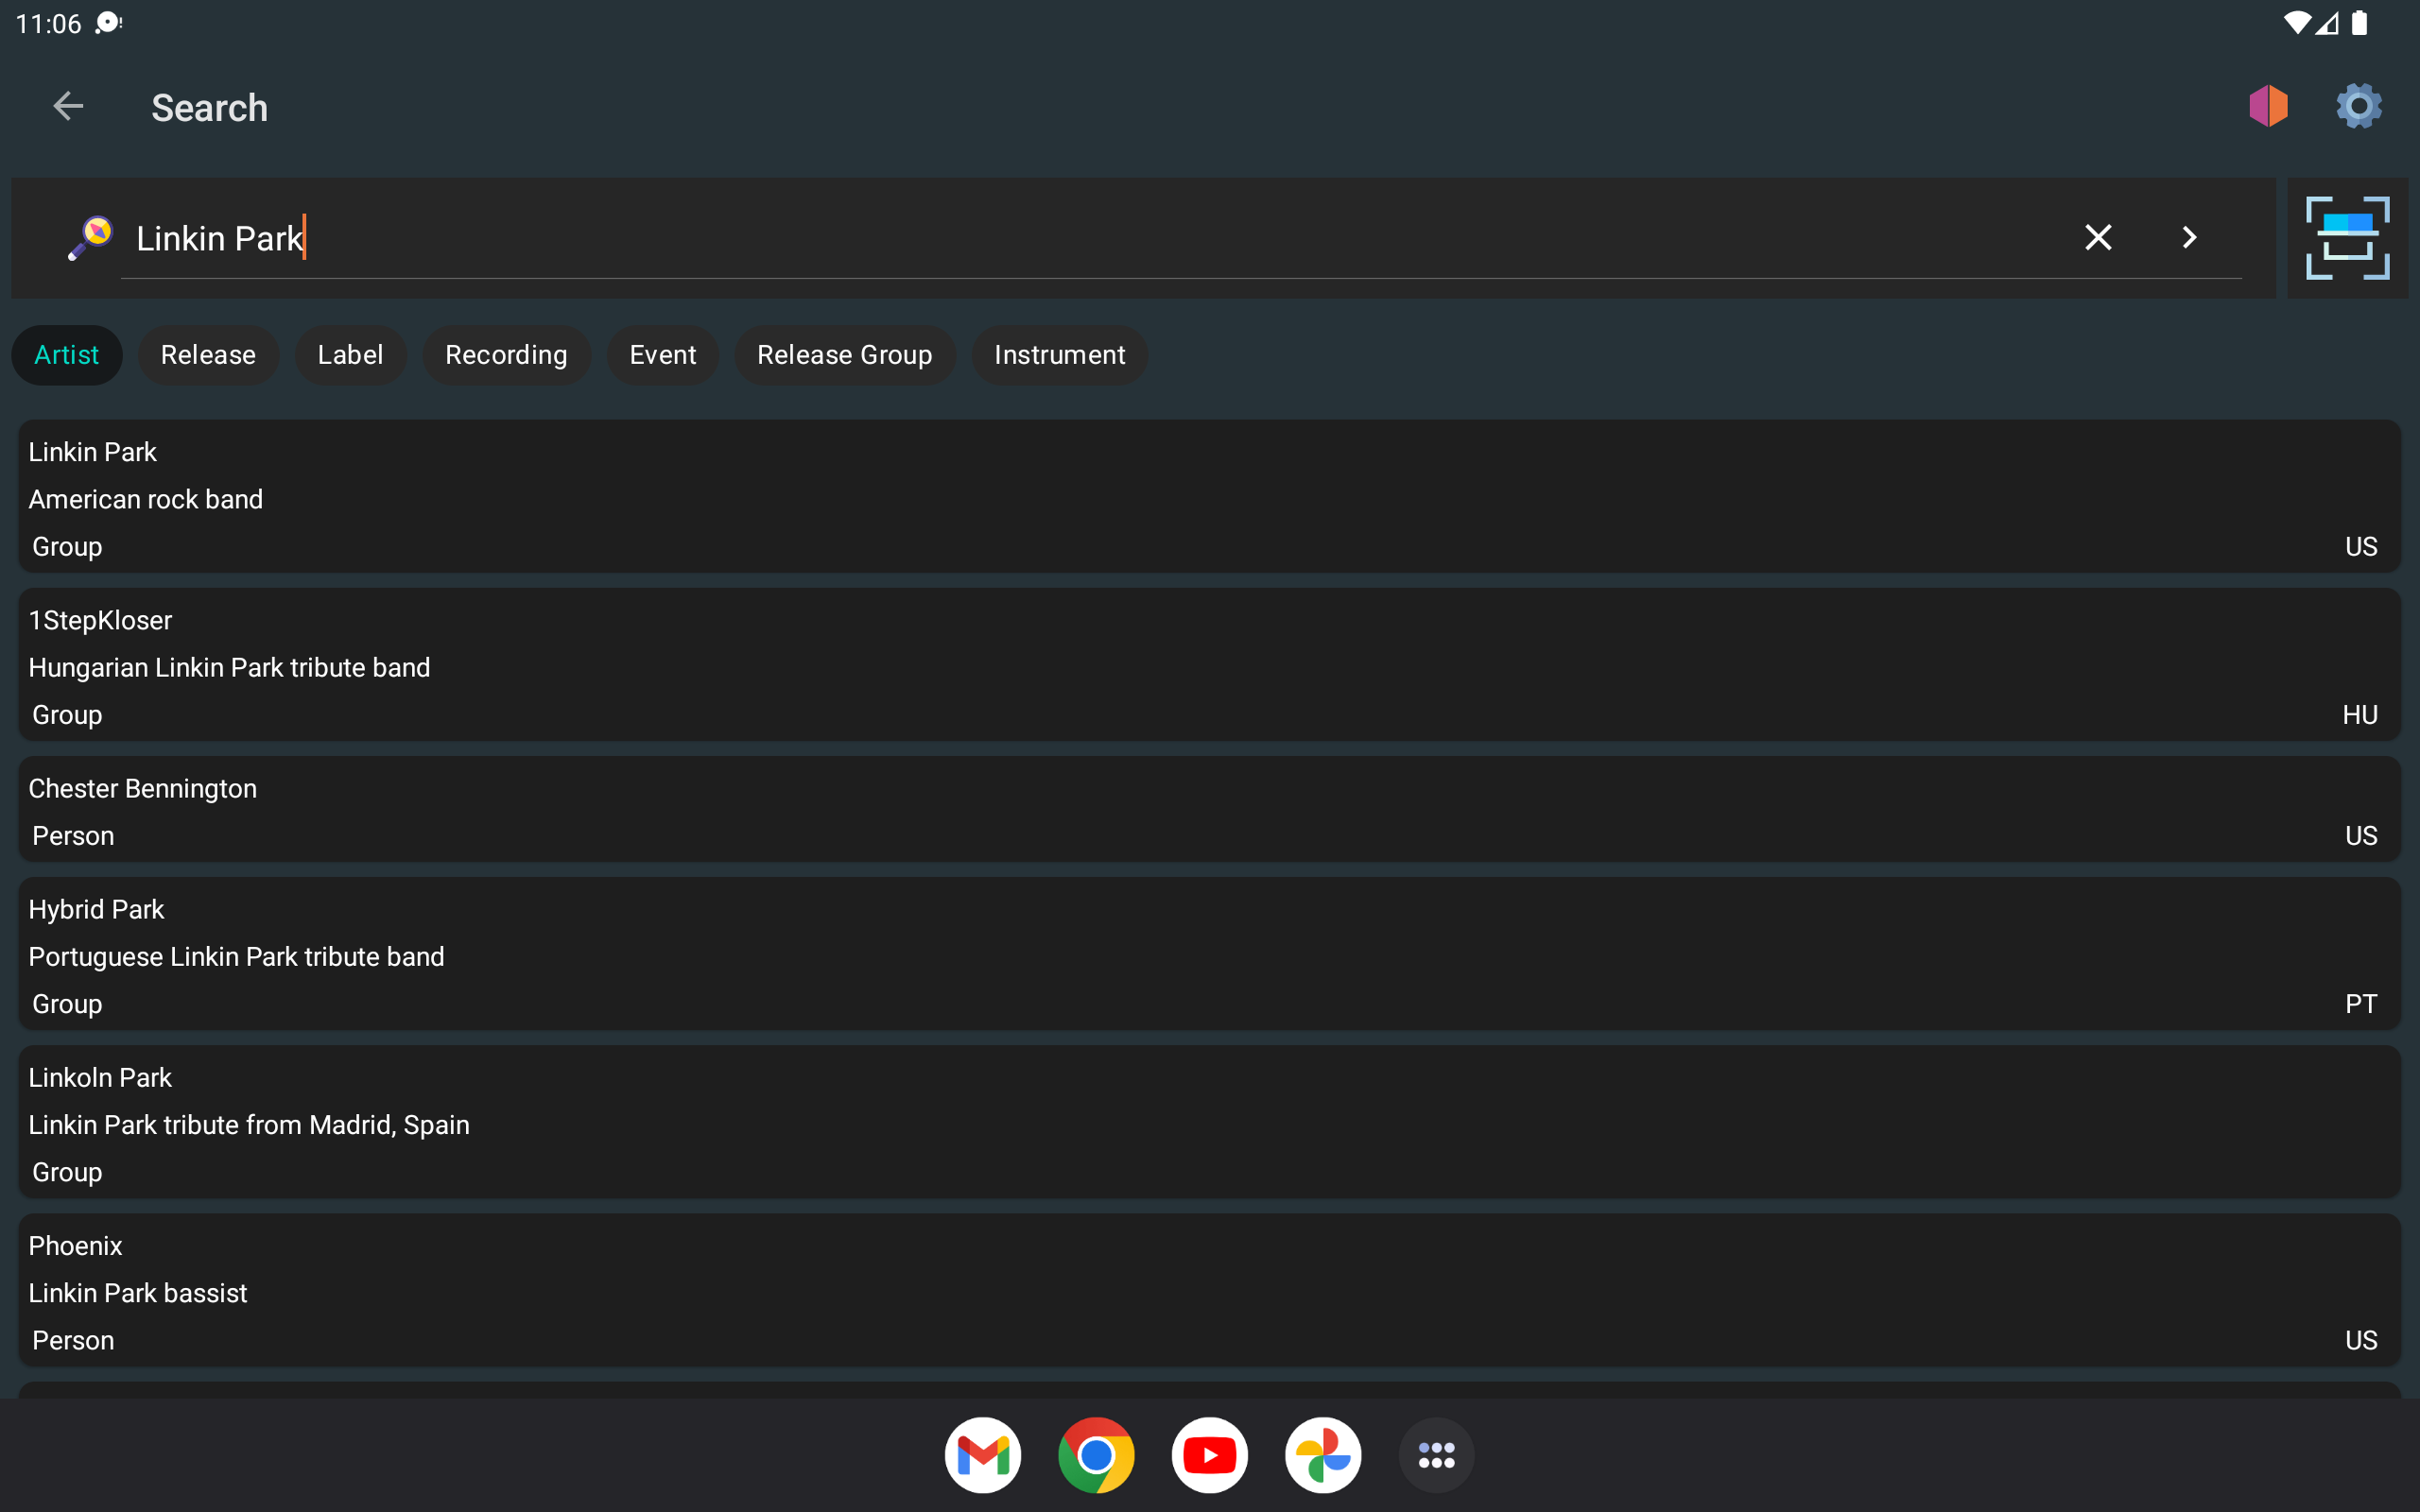 11:06
Search
Linkin Park
Artist Release Label Recording Event Release Group Instrument
Linkin Park
American rock band
Group US
1StepKloser
Hungarian Linkin Park tribute band
Group HU
Chester Bennington
Person US
Hybrid Park
Portuguese Linkin Park tribute band
Group PT
Linkoln Park
Linkin Park tribute from Madrid, Spain
Group
Phoenix
Linkin Park bassist
Person US